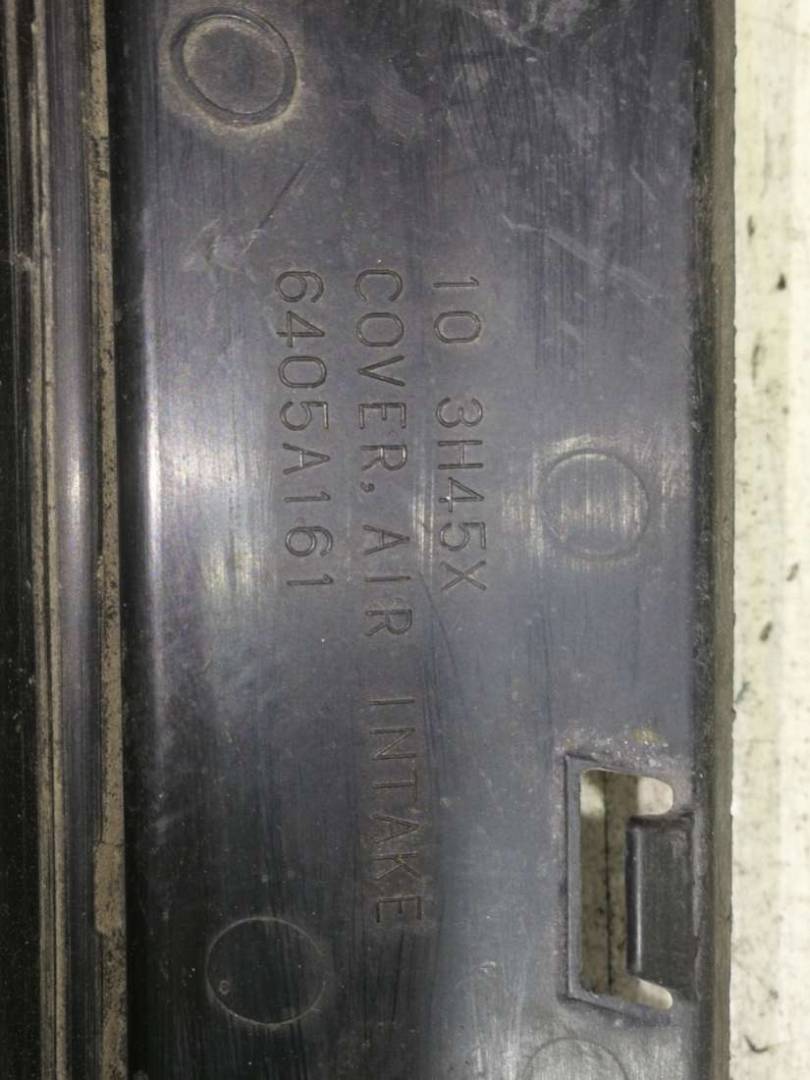 10 3H45X
COVER, AIR INTAKE
6405A161